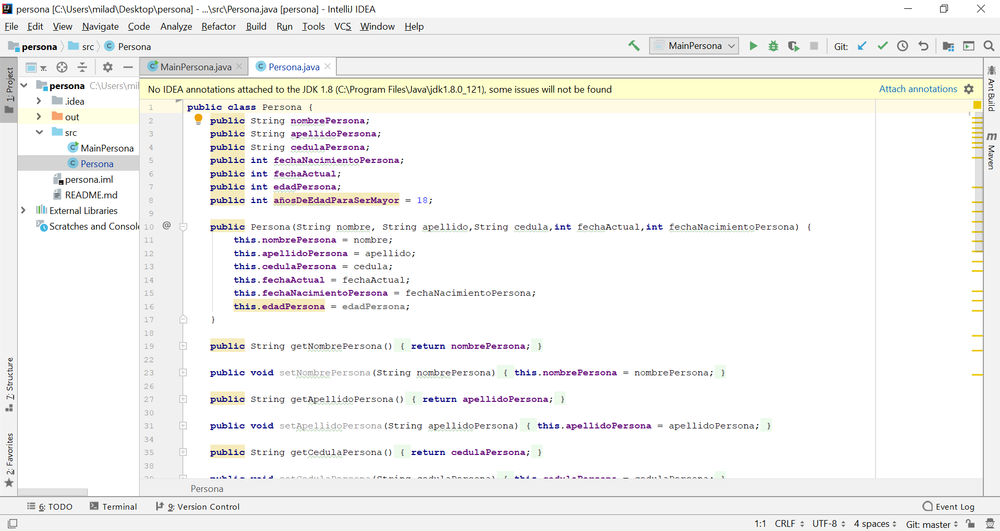 persona [C:\Users\milad\Desktop\persona] - ...\src\Persona.java [persona] - IntelliJ IDEA
File Edit View Navigate Code Analyze Refactor Build Run Tools VCS Window Help
persona src Persona MainPersona Git:
1: Project
MainPersona.java Persona.java
persona C:\Users\mil
.idea
out
src
MainPersona
Persona
persona.iml
README.md
External Libraries
Scratches and Console
No IDEA annotations attached to the JDK 1.8 (C:\Program Files\Java\jdk1.8.0_121), some issues will not be found Attach annotations
1 public class Persona {
2 public String nombrePersona;
3 public String apellidoPersona;
4 public String cedulaPersona;
5 public int fechaNacimientoPersona;
6 public int fechaActual;
7 public int edadPersona;
8 public int añosDeEdadParaSerMayor = 18;
9
10 @ public Persona(String nombre, String apellido,String cedula,int fechaActual,int fechaNacimientoPersona) {
11 this.nombrePersona = nombre;
12 this.apellidoPersona = apellido;
13 this.cedulaPersona = cedula;
14 this.fechaActual = fechaActual;
15 this.fechaNacimientoPersona = fechaNacimientoPersona;
16 this.edadPersona = edadPersona;
17 }
18
19 public String getNombrePersona() { return nombrePersona; }
22
23 public void setNombrePersona(String nombrePersona) { this.nombrePersona = nombrePersona; }
26
27 public String getApellidoPersona() { return apellidoPersona; }
30
31 public void setApellidoPersona(String apellidoPersona) { this.apellidoPersona = apellidoPersona; }
34
35 public String getCedulaPersona() { return cedulaPersona; }
38
39 public void setCedulaPersona(String cedulaPersona) { this.cedulaPersona = cedulaPersona; }
Persona
7: Structure
2: Favorites
Ant Build
m Maven
6: TODO Terminal 9: Version Control Event Log
1:1 CRLF UTF-8 4 spaces Git: master